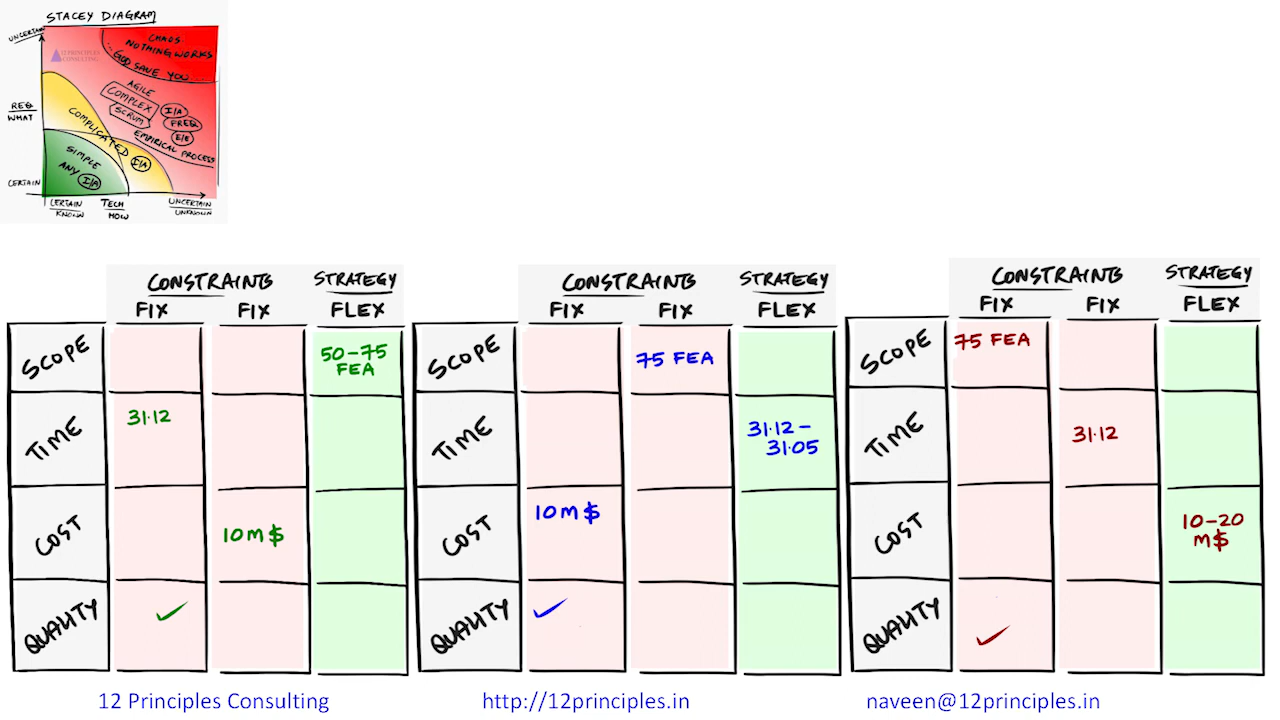 STACEY DIAGRAM
UNCERTAIN
12PRINCIPLES
CONSULTING
CHAOS
NOTHING WORKS
...GOD SAVE YOU...
REQ
WHAT
AGILE
COMPLEX
SCRUM
I/A
FREQ
E/E
EMPIRICAL PROCESS
COMPLICATED I/A
SIMPLE
ANY I/A
CERTAIN
CERTAIN
KNOWN
TECH
HOW
UNCERTAIN
UNKNOWN
CONSTRAINTS STRATEGY
FIX FIX FLEX
SCOPE 50-75
FEA
TIME 31.12
COST 10M$
QUALITY ✓
CONSTRAINTS STRATEGY
FIX FIX FLEX
SCOPE 75 FEA
TIME 31.12 –
31.05
COST 10M$
QUALITY ✓
CONSTRAINTS STRATEGY
FIX FIX FLEX
SCOPE 75 FEA
TIME 31.12
COST 10-20
M$
QUALITY ✓
12 Principles Consulting http://12principles.in naveen@12principles.in